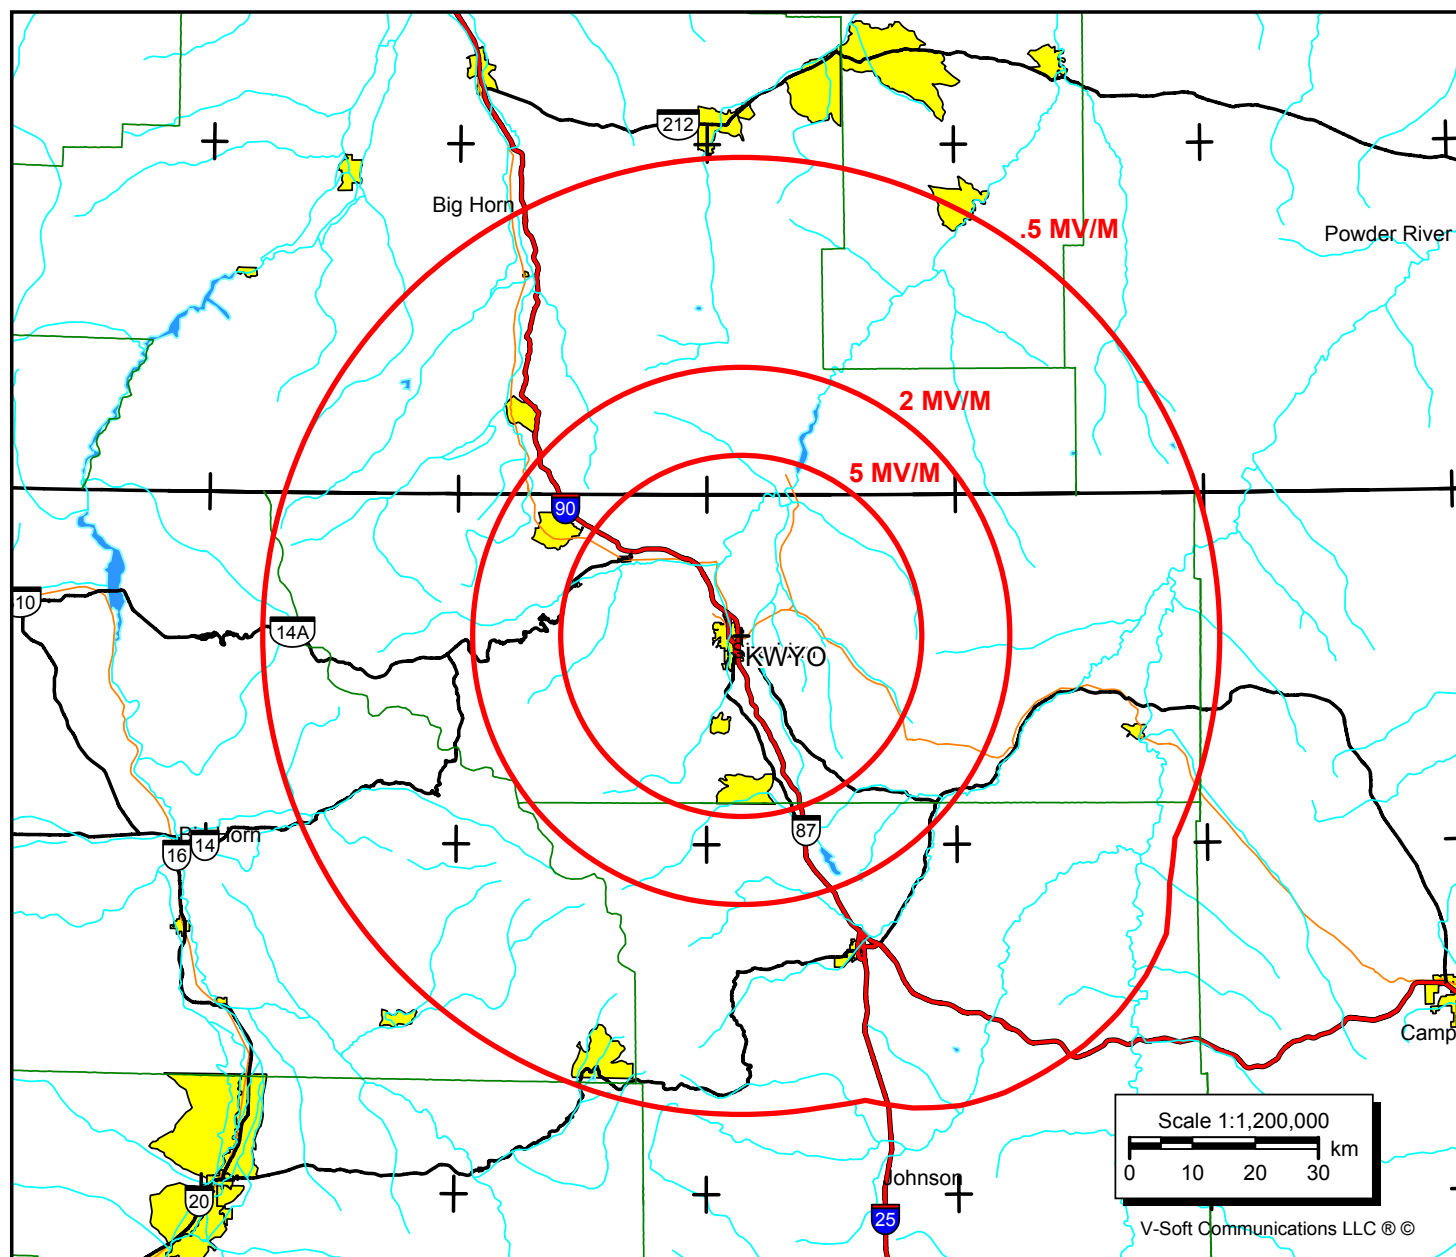 212
Big Horn
.5 MV/M
Powder River
2 MV/M
5 MV/M
90
310
14A
KWYO
87
14
16
Camp
Scale 1:1,200,000
km
0 10 20 30
Johnson
20
25
V-Soft Communications LLC ® ©